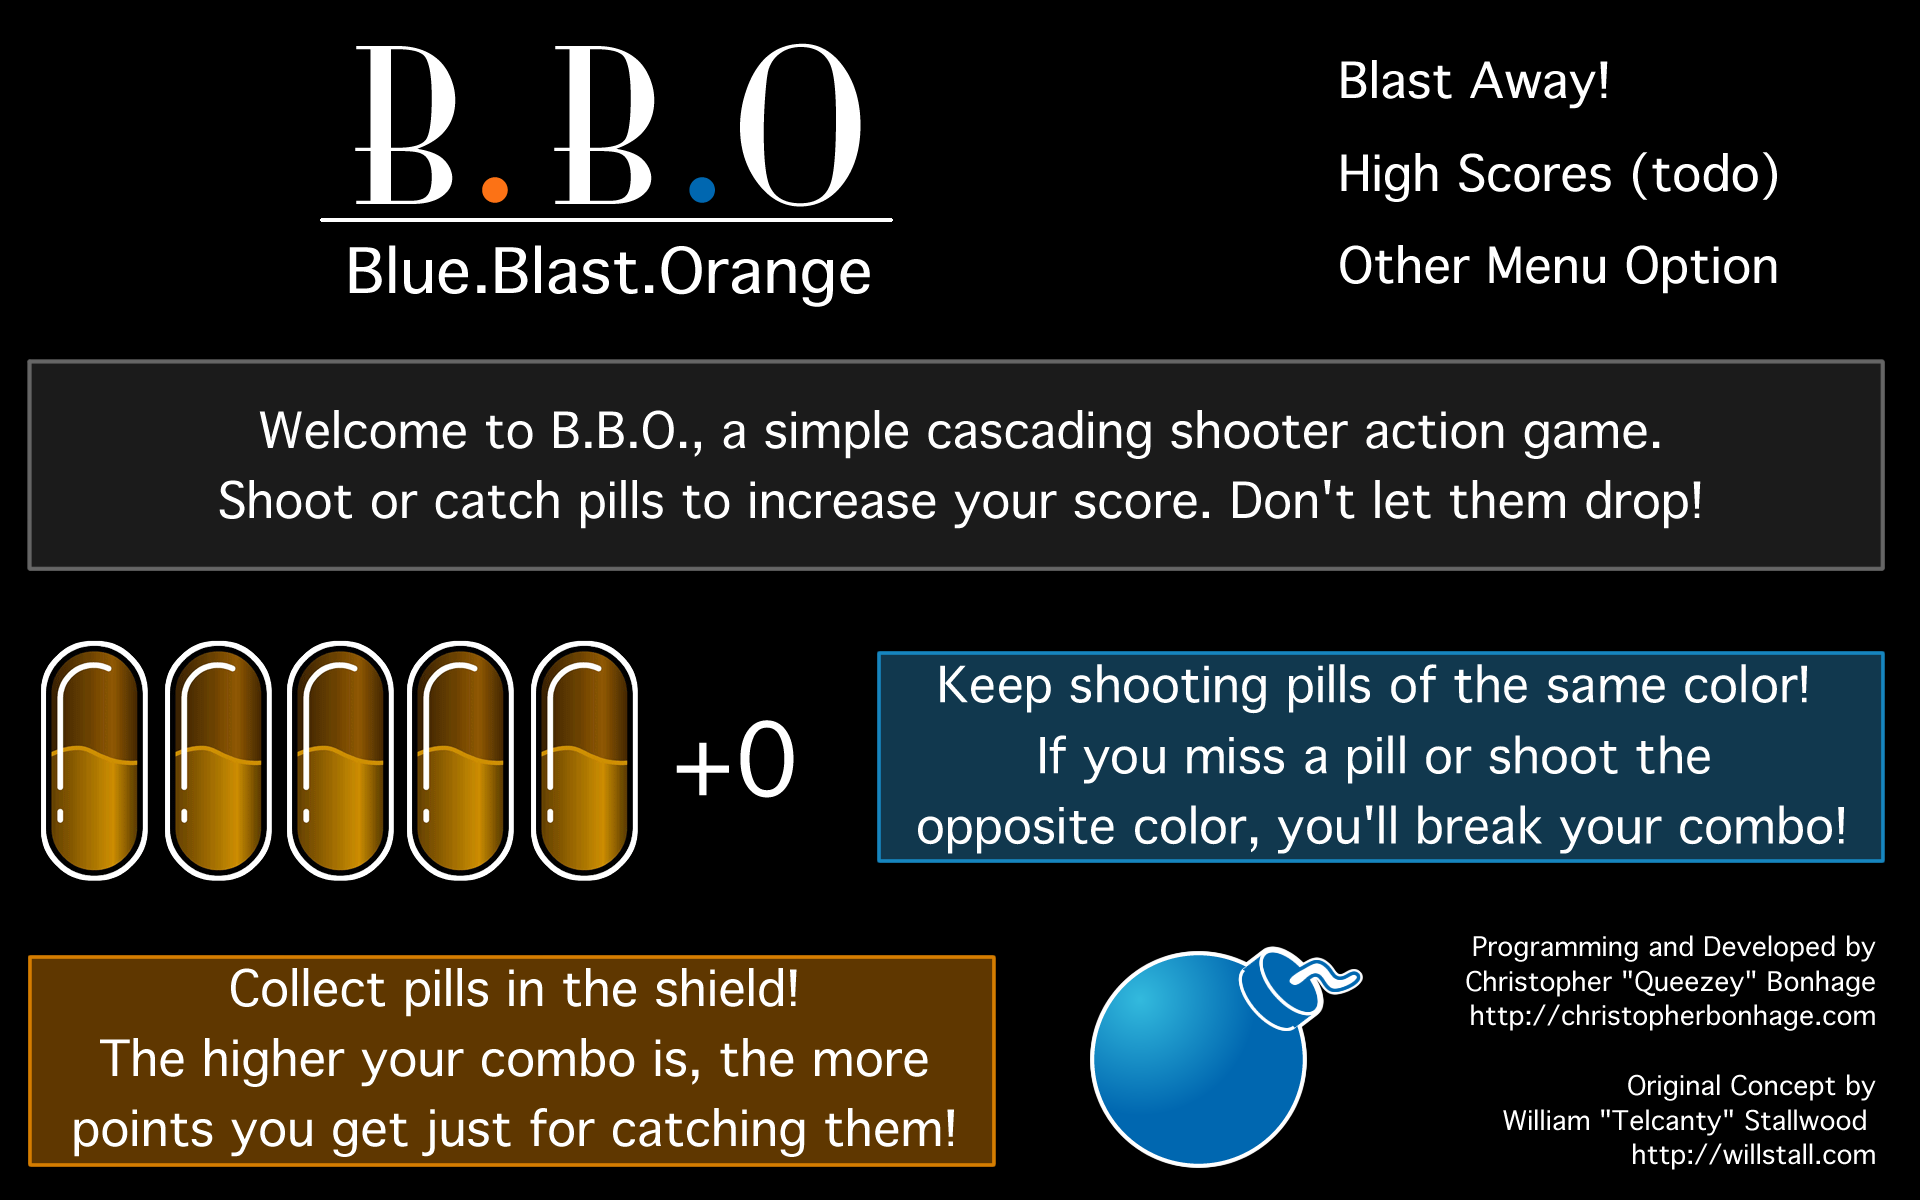 B.B.O
Blue.Blast.Orange
Blast Away!
High Scores (todo)
Other Menu Option
Welcome to B.B.O., a simple cascading shooter action game.
Shoot or catch pills to increase your score. Don't let them drop!
+0
Keep shooting pills of the same color!
If you miss a pill or shoot the
opposite color, you'll break your combo!
Collect pills in the shield!
The higher your combo is, the more
points you get just for catching them!
Programming and Developed by
Christopher "Queezey" Bonhage
http://christopherbonhage.com
Original Concept by
William "Telcanty" Stallwood
http://willstall.com